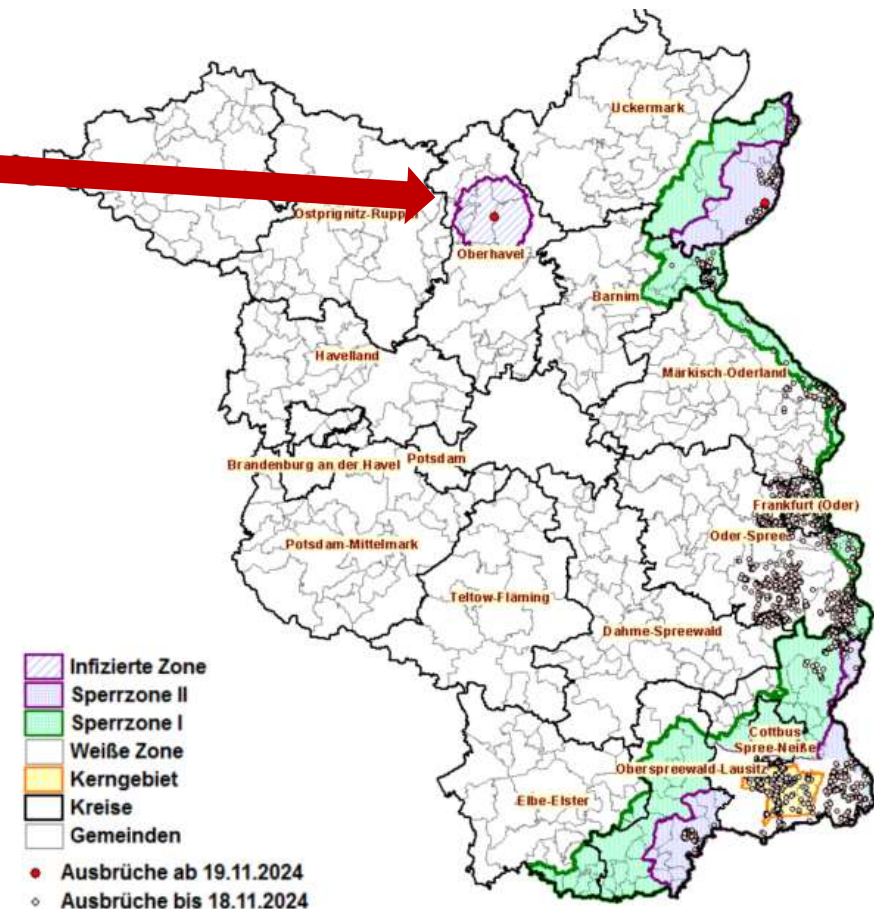 Uckermark
Ostprignitz-Ruppin
Oberhavel
Barnim
Havelland
Märkisch-Oderland
Brandenburg an der Havel
Potsdam
Frankfurt (Oder)
Oder-Spree
Potsdam-Mittelmark
Teltow-Fläming
Dahme-Spreewald
Cottbus
Spree-Neiße
Oberspreewald-Lausitz
Elbe-Elster
Infizierte Zone
Sperrzone II
Sperrzone I
Weiße Zone
Kerngebiet
Kreise
Gemeinden
Ausbrüche ab 19.11.2024
Ausbrüche bis 18.11.2024